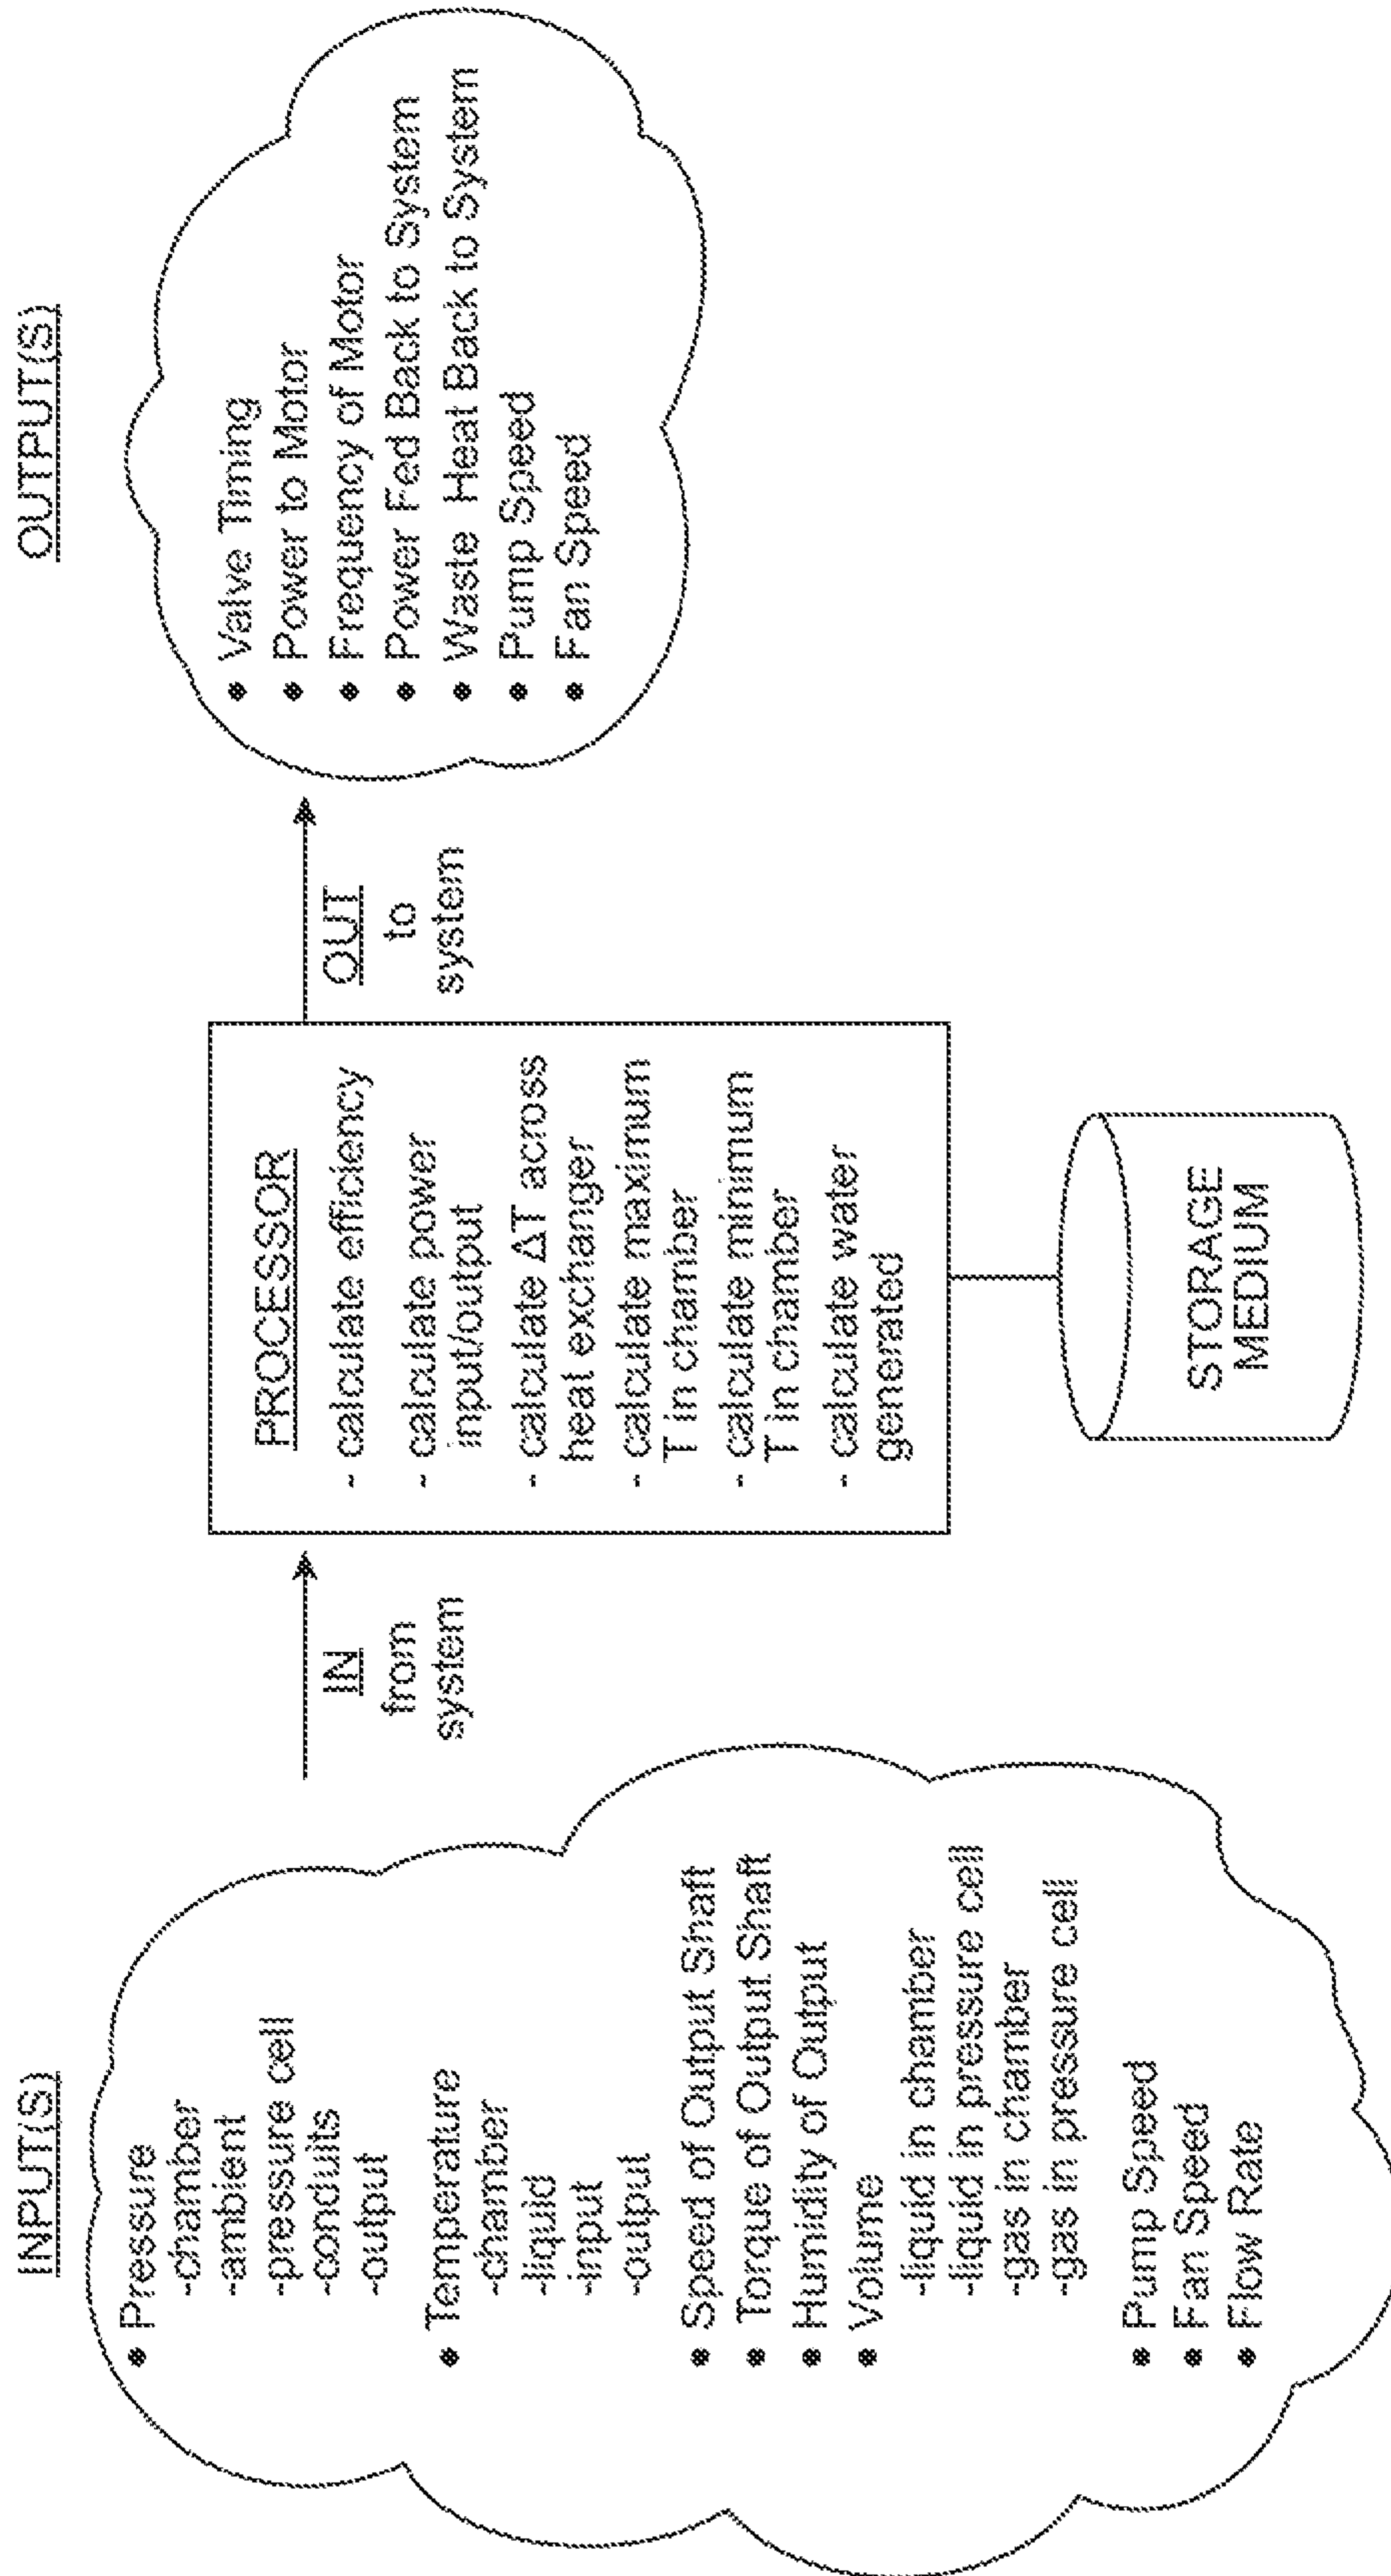 INPUT(S)
● Pressure
-chamber
-ambient
-pressure cell
-conduits
-output
● Temperature
-chamber
-liquid
-input
-output
● Speed of Output Shaft
● Torque of Output Shaft
● Humidity of Output
● Volume
-liquid in chamber
-liquid in pressure cell
-gas in chamber
-gas in pressure cell
● Pump Speed
● Fan Speed
● Flow Rate
IN
from
system
PROCESSOR
- calculate efficiency
- calculate power
input/output
- calculate ΔT across
heat exchanger
- calculate maximum
T in chamber
- calculate minimum
T in chamber
- calculate water
generated
STORAGE
MEDIUM
OUT
to
system
OUTPUT(S)
● Valve Timing
● Power to Motor
● Frequency of Motor
● Power Fed Back to System
● Waste Heat Back to System
● Pump Speed
● Fan Speed